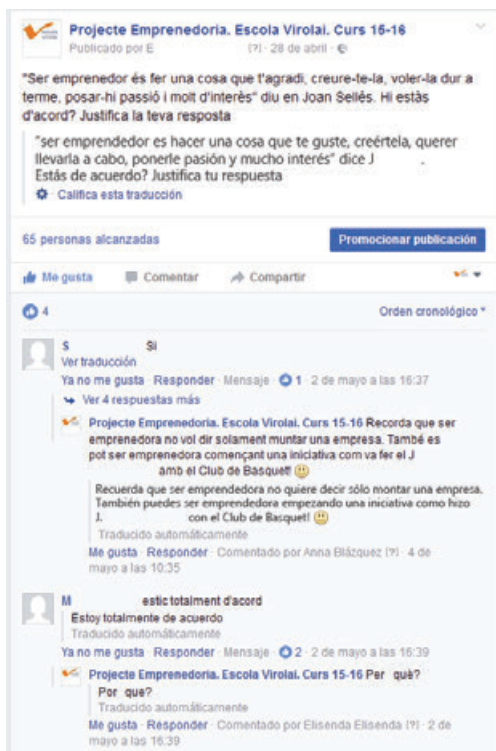 Projecte Emprenedoria. Escola Virolai. Curs 15-16
Publicado por E [?] · 28 de abril ·
"Ser emprenedor és fer una cosa que t'agradi, creure-te-la, voler-la dur a
terme, posar-hi passió i molt d'interès" diu en Joan Sellés. Hi estàs
d'acord? Justifica la teva resposta
"ser emprendedor es hacer una cosa que te guste, creértela, querer
llevarla a cabo, ponerle pasión y mucho interés" dice J .
Estás de acuerdo? Justifica tu respuesta
Califica esta traducción
65 personas alcanzadas
Promocionar publicación
Me gusta Comentar Compartir
4 Orden cronológico
S Si
Ver traducción
Ya no me gusta · Responder · Mensaje · 1 · 2 de mayo a las 16:37
Ver 4 respuestas más
Projecte Emprenedoria. Escola Virolai. Curs 15-16 Recorda que ser
emprenedora no vol dir solament muntar una empresa. També es
pot ser emprenedora començant una iniciativa com va fer el J
amb el Club de Basquet!
Recuerda que ser emprendedora no quiere decir sólo montar una empresa.
También puedes ser emprendedora empezando una iniciativa como hizo
J. con el Club de Basquet!
Traducido automáticamente
Me gusta · Responder · Comentado por Anna Blázquez [?] · 4 de
mayo a las 10:35
M estic totalment d'acord
Estoy totalmente de acuerdo
Traducido automáticamente
Ya no me gusta · Responder · Mensaje · 2 · 2 de mayo a las 16:39
Projecte Emprenedoria. Escola Virolai. Curs 15-16 Per què?
Por que?
Traducido automáticamente
Me gusta · Responder · Comentado por Elisenda Elisenda [?] · 2 de
mayo a las 16:39